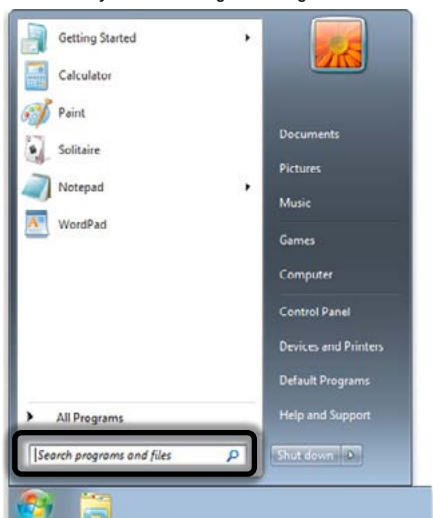 Getting Started
Calculator
Paint
Solitaire
Notepad
WordPad
All Programs
Search programs and files
Documents
Pictures
Music
Games
Computer
Control Panel
Devices and Printers
Default Programs
Help and Support
Shut down